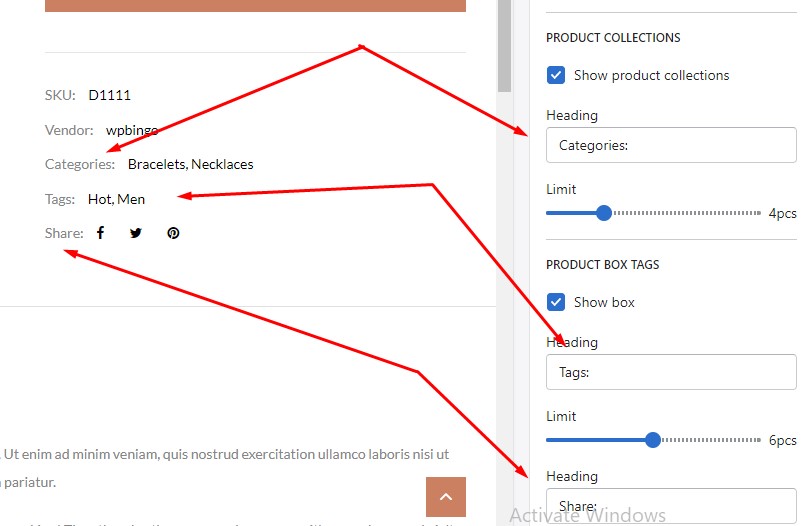 SKU: D1111
Vendor: wpbingo
Categories: Bracelets, Necklaces
Tags: Hot, Men
Share:
. Ut enim ad minim veniam, quis nostrud exercitation ullamco laboris nisi ut
pariatur.
PRODUCT COLLECTIONS
Show product collections
Heading
Categories:
Limit
4pcs
PRODUCT BOX TAGS
Show box
Heading
Tags:
Limit
6pcs
Heading
Share:
Activate Windows